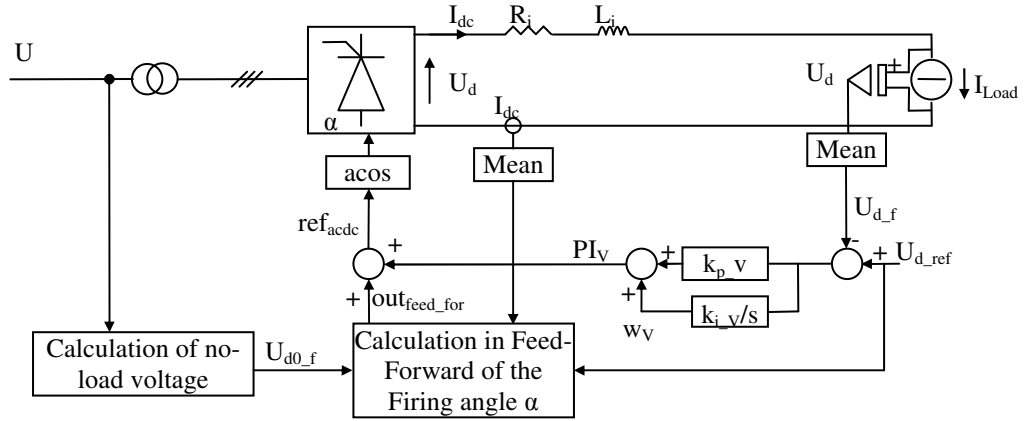 I_dc
R_i
L_i
U
U_d
+
U_d
I_Load
α
I_dc
acos
Mean
Mean
ref_acdc
U_d_f
+
PI_V
+
k_p_v
-
+
U_d_ref
+
out_feed_for
+
w_V
k_i_V/s
Calculation of no-
load voltage
U_d0_f
Calculation in Feed-
Forward of the
Firing angle α